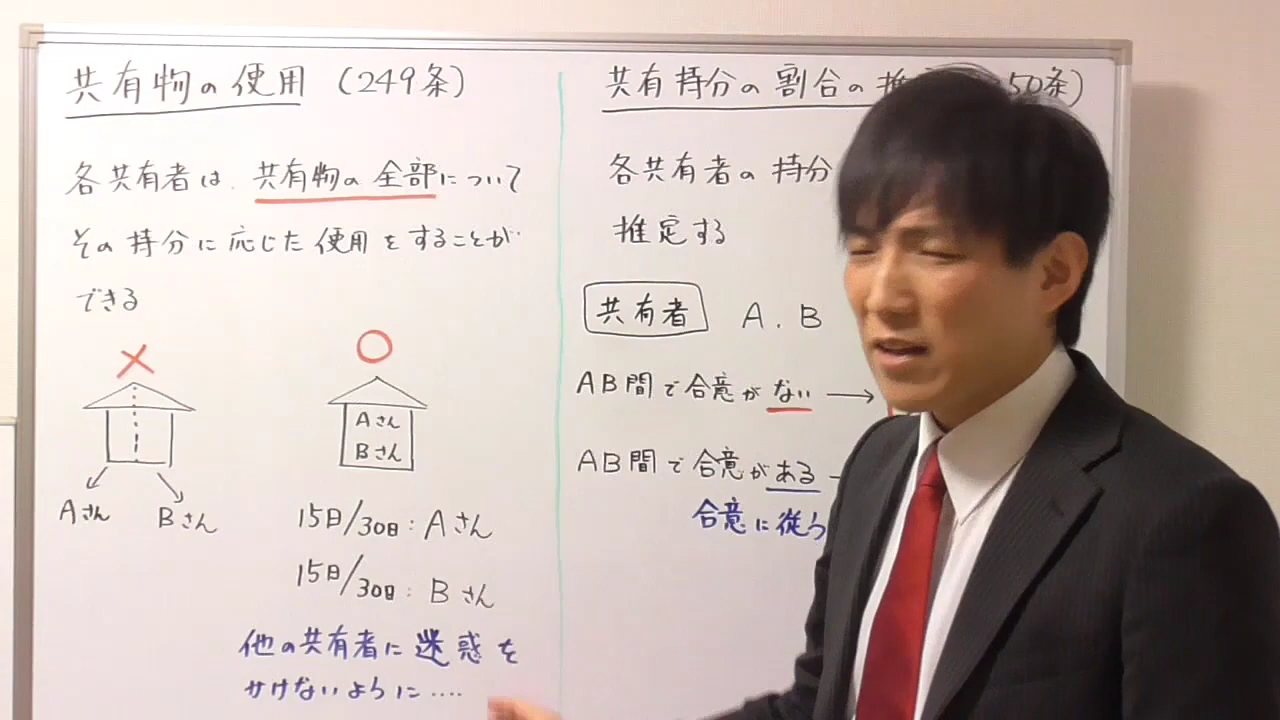 共有物の使用 (249条)
各共有者は、共有物の全部について
その持分に応じた使用をすることが
できる
×
○
Aさん
Bさん
Aさん
Bさん
15日/30日:Aさん
15日/30日:Bさん
他の共有者に迷惑を
かけないように‥‥
共有持分の割合の推 50条)
各共有者の持分
推定する
共有者 A.B
AB間で合意がない →
AB間で合意がある
合意に従う